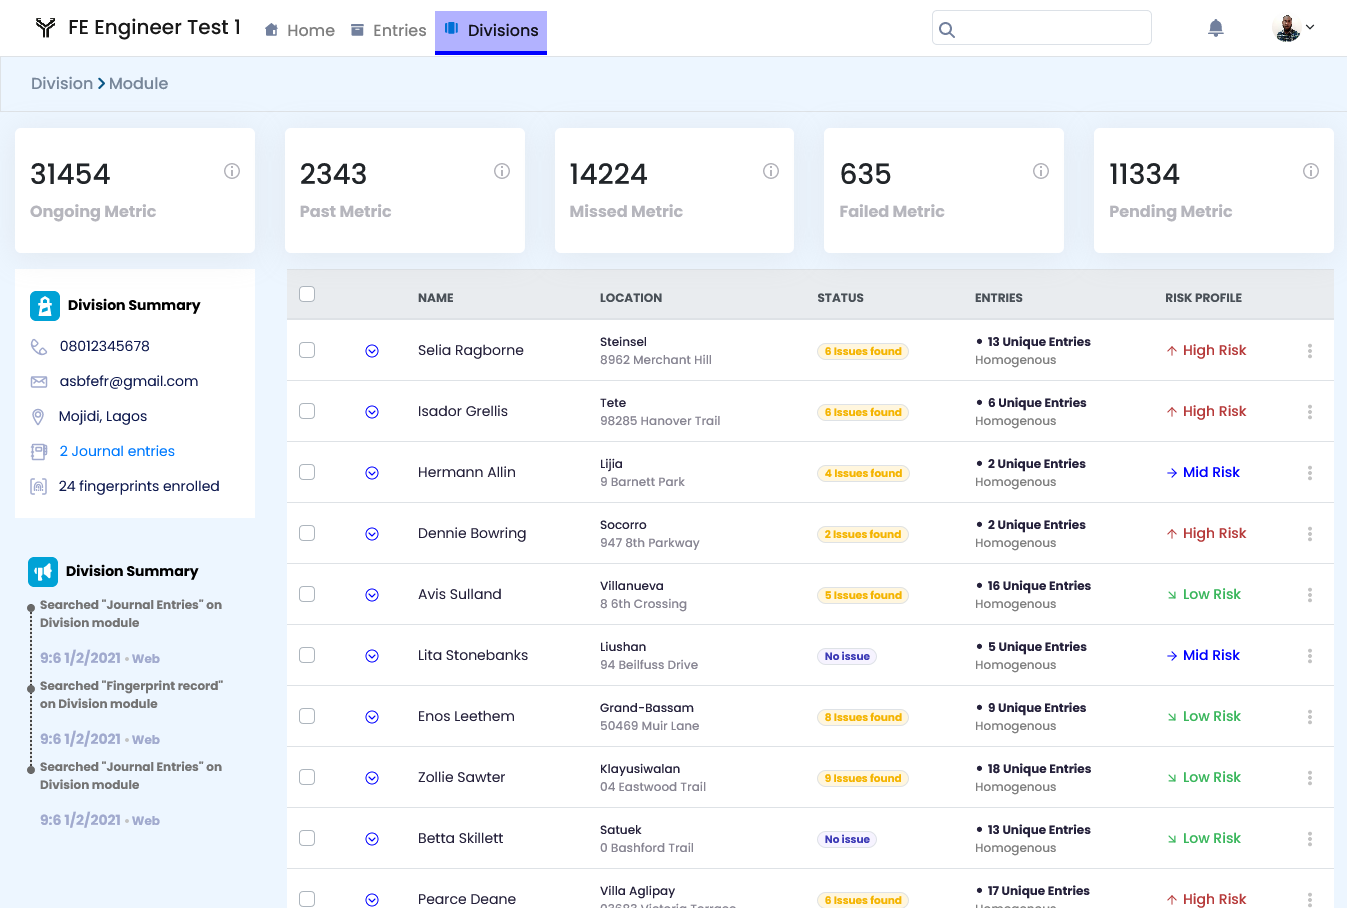 FE Engineer Test 1
Home
Entries
Divisions
Division
Module
31454
Ongoing Metric
2343
Past Metric
14224
Missed Metric
635
Failed Metric
11334
Pending Metric
Division Summary
08012345678
asbfefr@gmail.com
Mojidi, Lagos
2 Journal entries
24 fingerprints enrolled
Division Summary
Searched "Journal Entries" on
Division module
9:6 1/2/2021 • Web
Searched "Fingerprint record"
on Division module
9:6 1/2/2021 • Web
Searched "Journal Entries" on
Division module
9:6 1/2/2021 • Web
NAME LOCATION STATUS ENTRIES RISK PROFILE
Selia Ragborne
Steinsel
8962 Merchant Hill
6 Issues found
• 13 Unique Entries
Homogenous
↑ High Risk
Isador Grellis
Tete
98285 Hanover Trail
6 Issues found
• 6 Unique Entries
Homogenous
↑ High Risk
Hermann Allin
Lijia
9 Barnett Park
4 Issues found
• 2 Unique Entries
Homogenous
→ Mid Risk
Dennie Bowring
Socorro
947 8th Parkway
2 Issues found
• 2 Unique Entries
Homogenous
↑ High Risk
Avis Sulland
Villanueva
8 6th Crossing
5 Issues found
• 16 Unique Entries
Homogenous
↘ Low Risk
Lita Stonebanks
Liushan
94 Beilfuss Drive
No issue
• 5 Unique Entries
Homogenous
→ Mid Risk
Enos Leethem
Grand-Bassam
50469 Muir Lane
8 Issues found
• 9 Unique Entries
Homogenous
↘ Low Risk
Zollie Sawter
Klayusiwalan
04 Eastwood Trail
9 Issues found
• 18 Unique Entries
Homogenous
↘ Low Risk
Betta Skillett
Satuek
0 Bashford Trail
No issue
• 13 Unique Entries
Homogenous
↘ Low Risk
Pearce Deane
Villa Aglipay
03683 Victoria Terrace
6 Issues found
• 17 Unique Entries
Homogenous
↑ High Risk